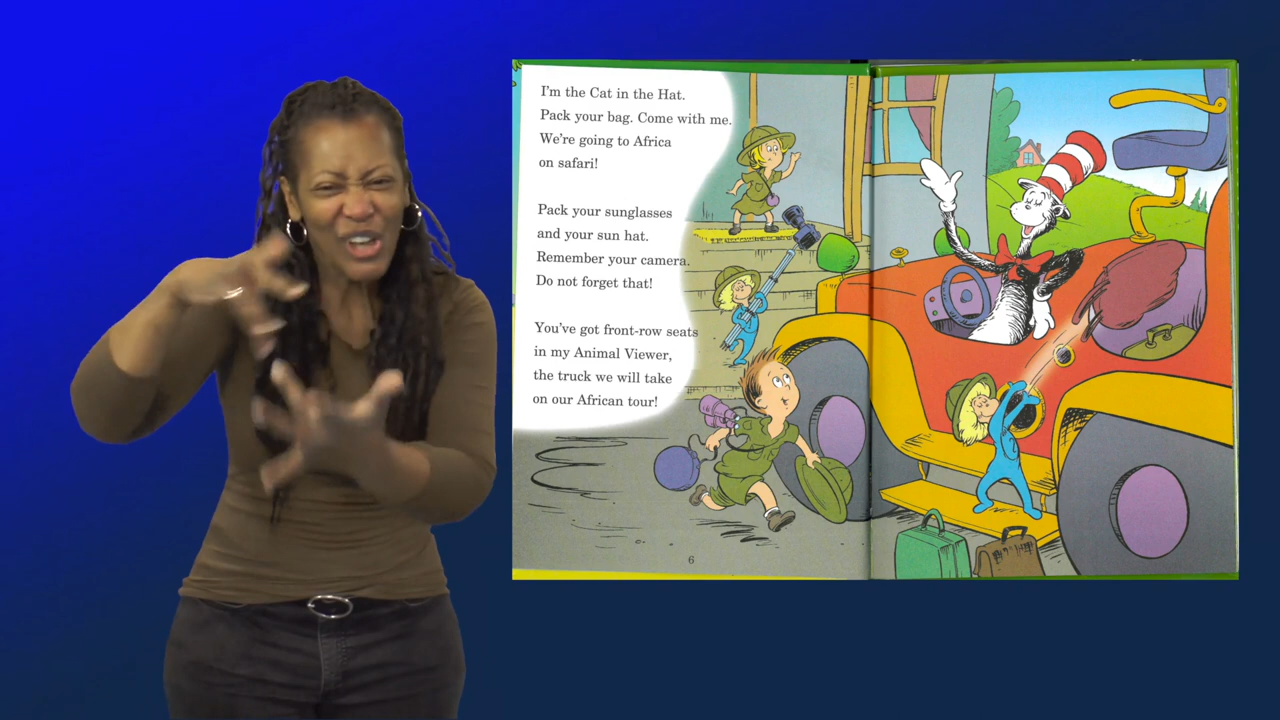 I'm the Cat in the Hat.
Pack your bag. Come with me.
We're going to Africa
on safari!
Pack your sunglasses
and your sun hat.
Remember your camera.
Do not forget that!
You've got front-row seats
in my Animal Viewer,
the truck we will take
on our African tour!
6